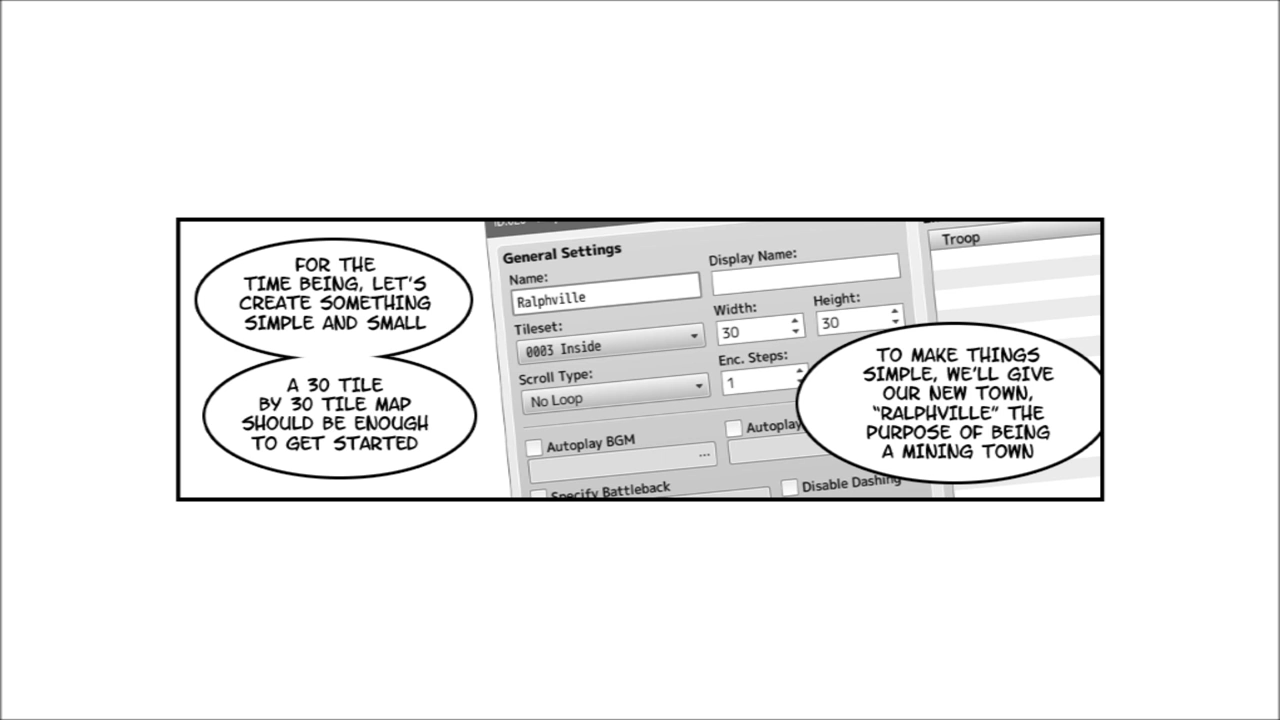 FOR THE
TIME BEING, LET'S
CREATE SOMETHING
SIMPLE AND SMALL
A 30 TILE
BY 30 TILE MAP
SHOULD BE ENOUGH
TO GET STARTED
General Settings
Name:
Display Name:
Ralphville
Tileset:
Width:
Height:
0003 Inside
30
30
Scroll Type:
Enc. Steps:
No Loop
1
Autoplay BGM
Autoplay
...
Specify Battleback
Disable Dashing
Troop
TO MAKE THINGS
SIMPLE, WE'LL GIVE
OUR NEW TOWN,
"RALPHVILLE" THE
PURPOSE OF BEING
A MINING TOWN